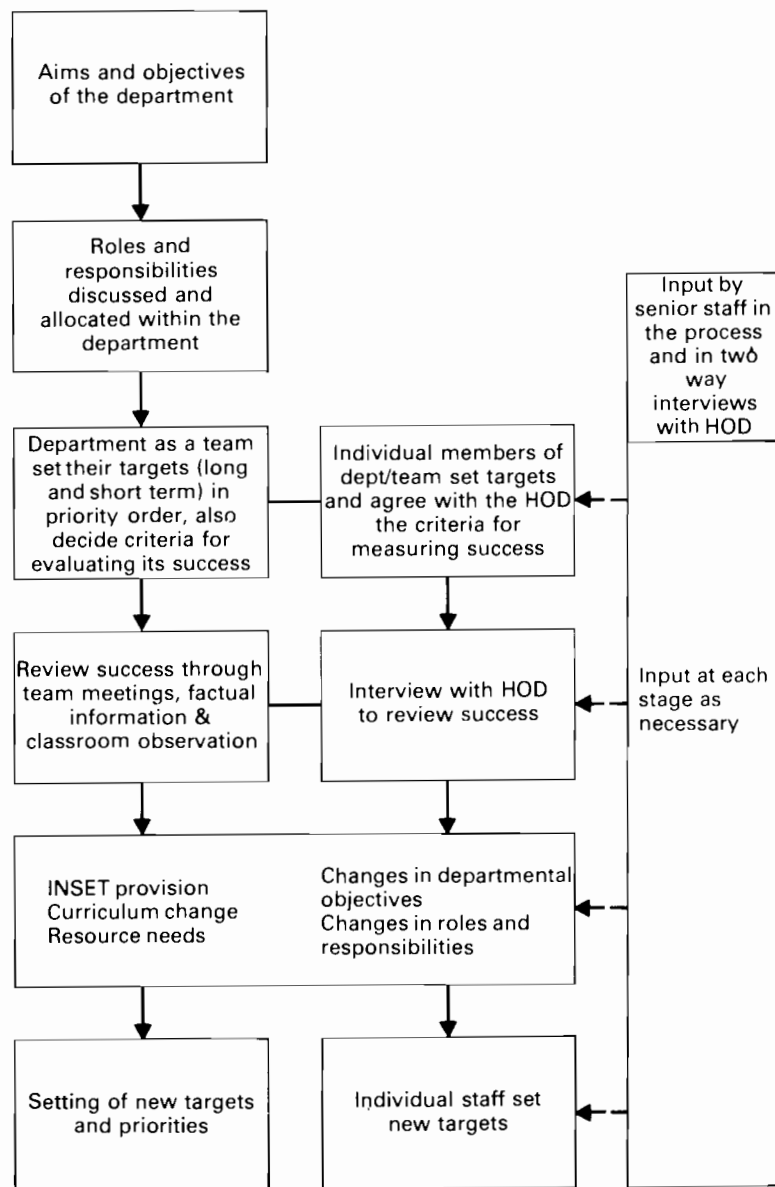 Aims and objectives
of the department
Roles and
responsibilities
discussed and
allocated within the
department
Input by
senior staff in
the process
and in two
way
interviews
with HOD
Department as a team
set their targets (long
and short term) in
priority order, also
decide criteria for
evaluating its success
Individual members of
dept/team set targets
and agree with the HOD
the criteria for
measuring success
Review success through
team meetings, factual
information &
classroom observation
Interview with HOD
to review success
Input at each
stage as
necessary
INSET provision
Curriculum change
Resource needs
Changes in departmental
objectives
Changes in roles and
responsibilities
Setting of new targets
and priorities
Individual staff set
new targets